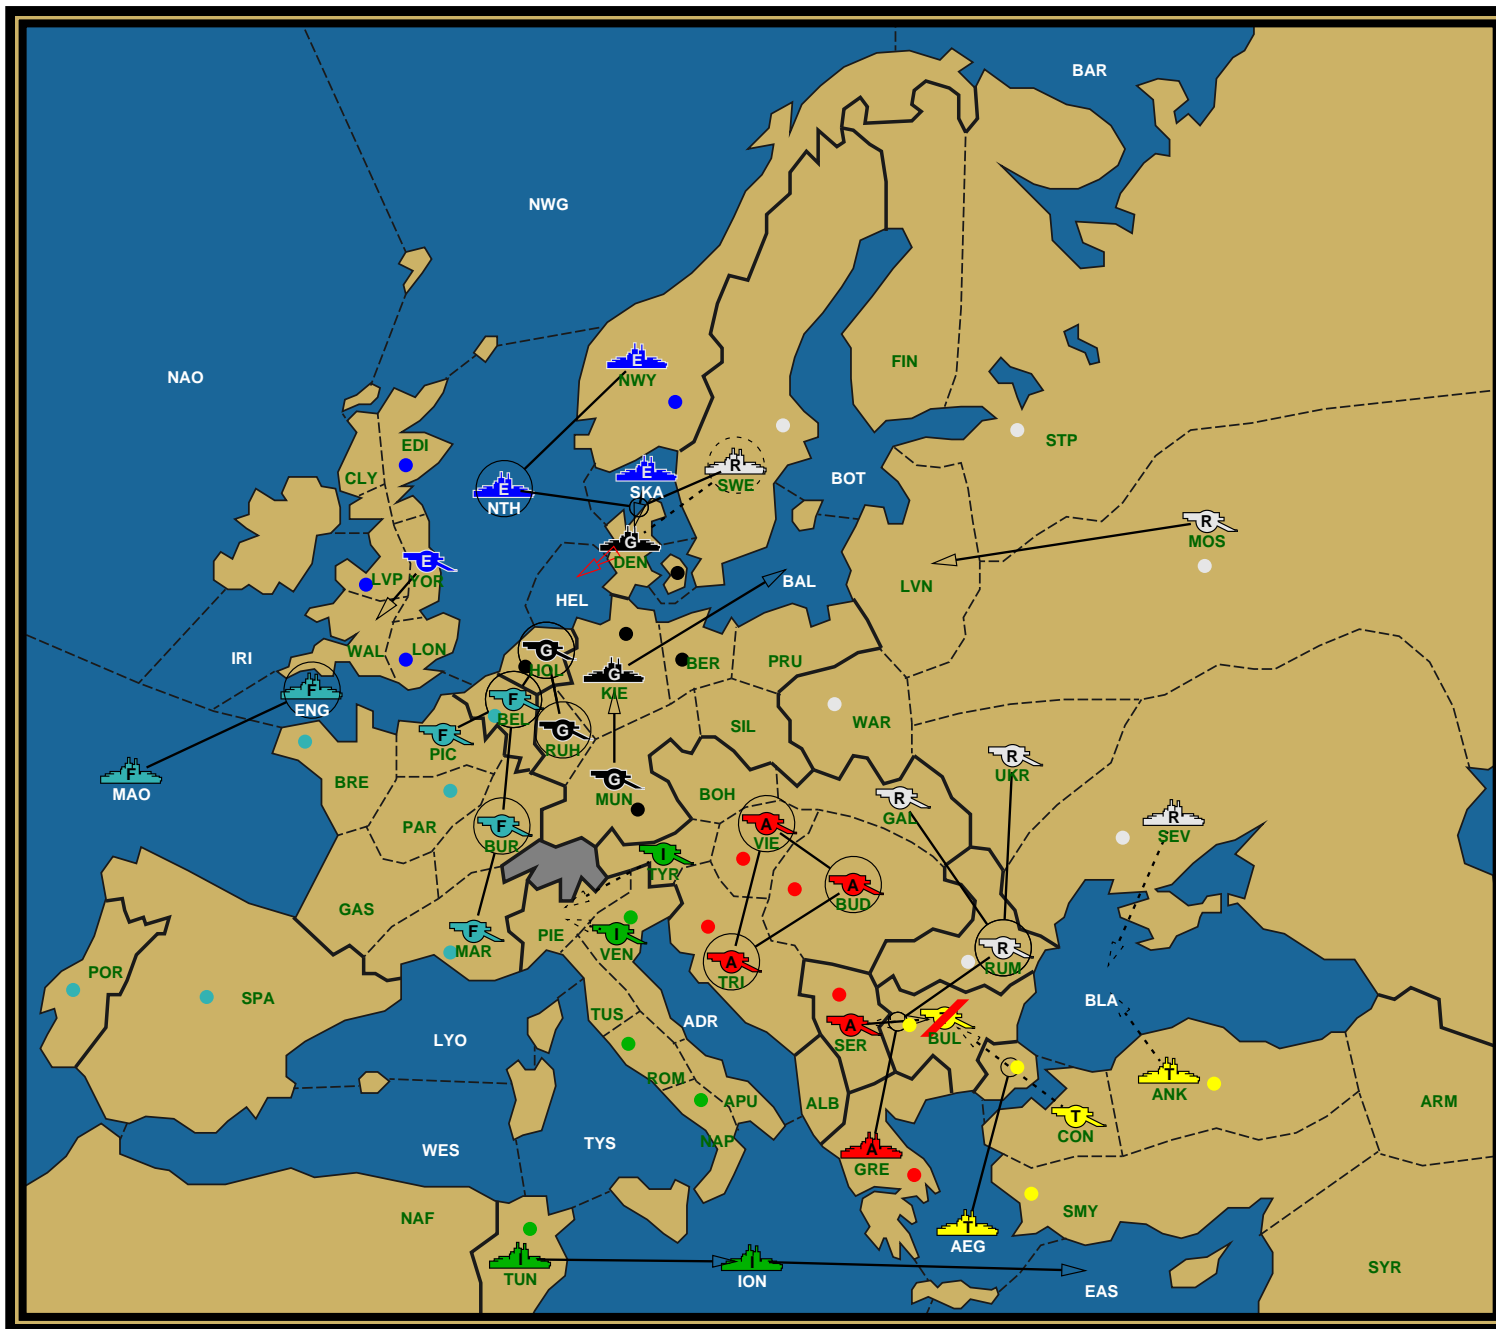 BAR
NWG
NAO
FIN
E
NWY
EDI
STP
CLY
E
SKA
R
SWE
BOT
E
NTH
R
MOS
G
DEN
E
YOR
LVP
BAL
LVN
HEL
WAL
LON
IRI
G
HOL
G
KIE
BER
PRU
F
ENG
F
BEL
F
PIC
G
RUH
SIL
WAR
F
MAO
BRE
G
MUN
BOH
R
UKR
R
GAL
R
SEV
PAR
F
BUR
A
VIE
I
TYR
A
BUD
GAS
F
MAR
PIE
I
VEN
R
RUM
A
TRI
POR
SPA
BLA
TUS
ADR
A
SER
BUL
LYO
ROM
APU
ALB
T
ANK
ARM
T
CON
WES
TYS
NAP
A
GRE
NAF
SMY
T
AEG
I
TUN
I
ION
EAS
SYR